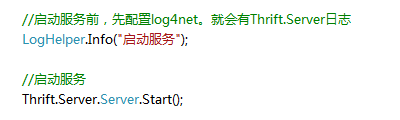 //启动服务前，先配置log4net。就会有Thrift.Server日志
LogHelper.Info("启动服务");
//启动服务
Thrift.Server.Server.Start();